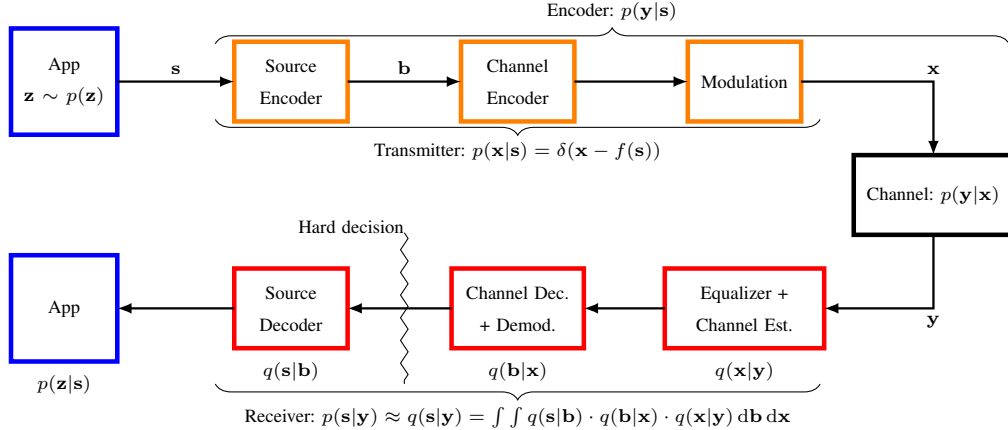 Encoder: p(y|s)
App
z ∼ p(z)
s
Source
Encoder
b
Channel
Encoder
Modulation
x
Transmitter: p(x|s) = δ(x − f(s))
Channel: p(y|x)
Hard decision
App
Source
Decoder
Channel Dec.
+ Demod.
Equalizer +
Channel Est.
y
p(z|s)
q(s|b)
q(b|x)
q(x|y)
Receiver: p(s|y) ≈ q(s|y) = ∫ ∫ q(s|b) · q(b|x) · q(x|y) db dx